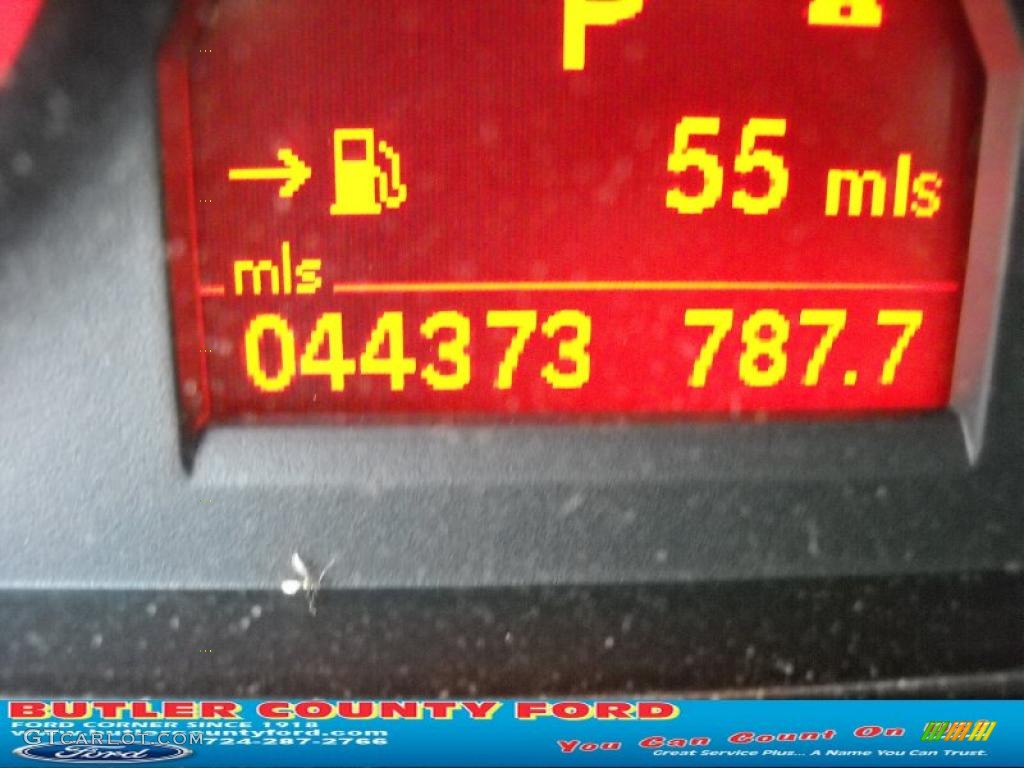 P
55 mls
mls
044373 787.7
BUTLER COUNTY FORD
FORD CORNER SINCE 1918
GTcarlot.com
724-287-2766
Ford
You Can Count On
Great Service Plus... A Name You Can Trust.